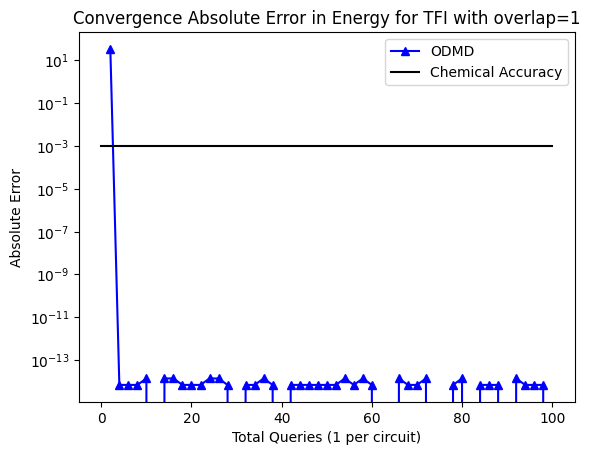 Convergence Absolute Error in Energy for TFI with overlap=1
ODMD
Chemical Accuracy
Absolute Error
10¹
10⁻¹
10⁻³
10⁻⁵
10⁻⁷
10⁻⁹
10⁻¹¹
10⁻¹³
0 20 40 60 80 100
Total Queries (1 per circuit)